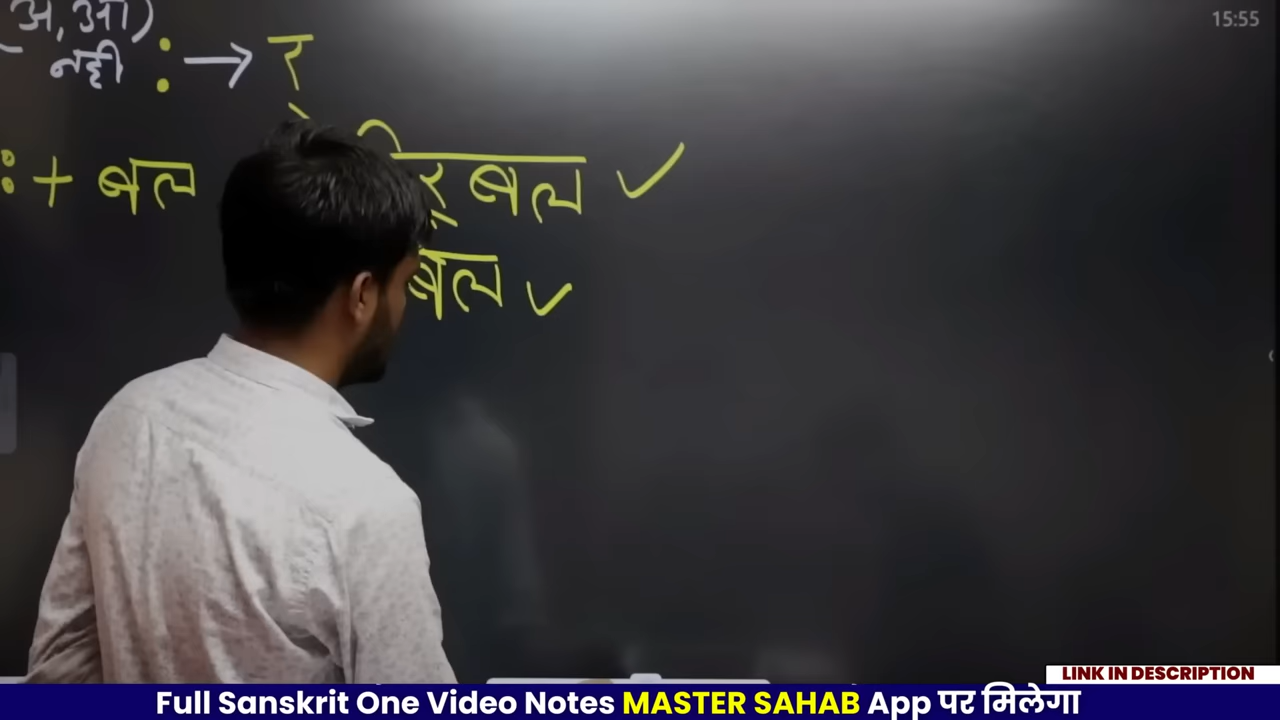 15:55
(अ, आ)
नही : → र्
: + बल र् बल ✓
बल ✓
LINK IN DESCRIPTION
Full Sanskrit One Video Notes MASTER SAHAB App पर मिलेगा